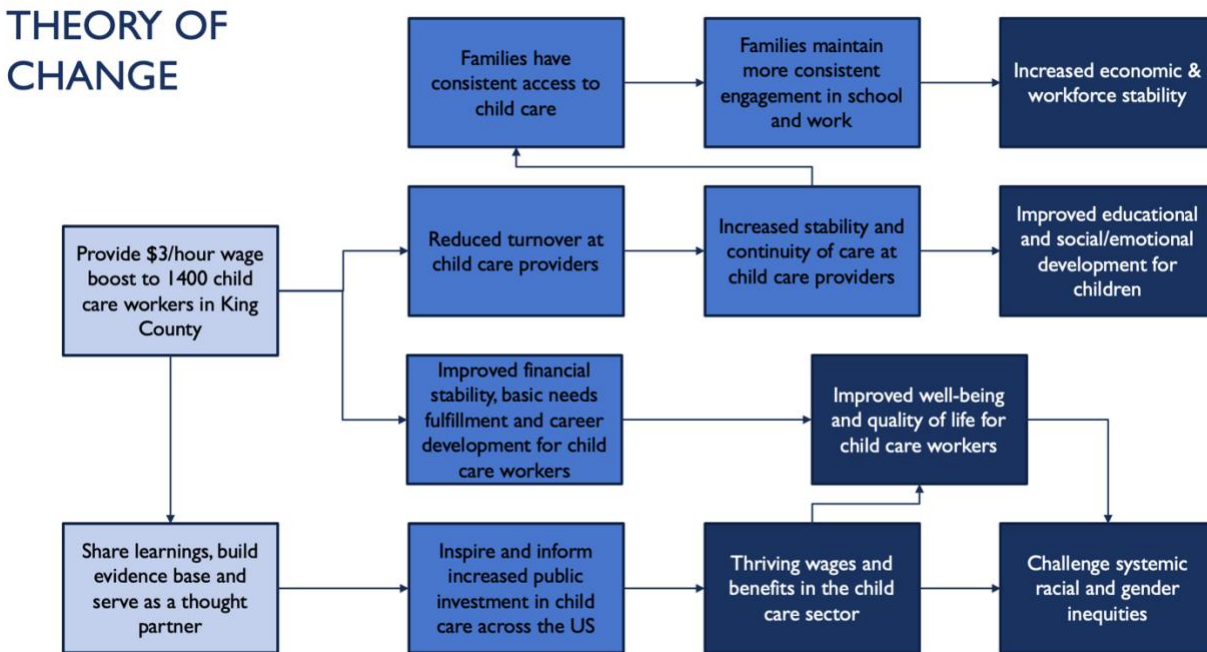 THEORY OF
CHANGE
Families have
consistent access to
child care
Families maintain
more consistent
engagement in school
and work
Increased economic &
workforce stability
Provide $3/hour wage
boost to 1400 child
care workers in King
County
Reduced turnover at
child care providers
Increased stability and
continuity of care at
child care providers
Improved educational
and social/emotional
development for
children
Improved financial
stability, basic needs
fulfillment and career
development for child
care workers
Improved well-being
and quality of life for
child care workers
Share learnings, build
evidence base and
serve as a thought
partner
Inspire and inform
increased public
investment in child
care across the US
Thriving wages and
benefits in the child
care sector
Challenge systemic
racial and gender
inequities